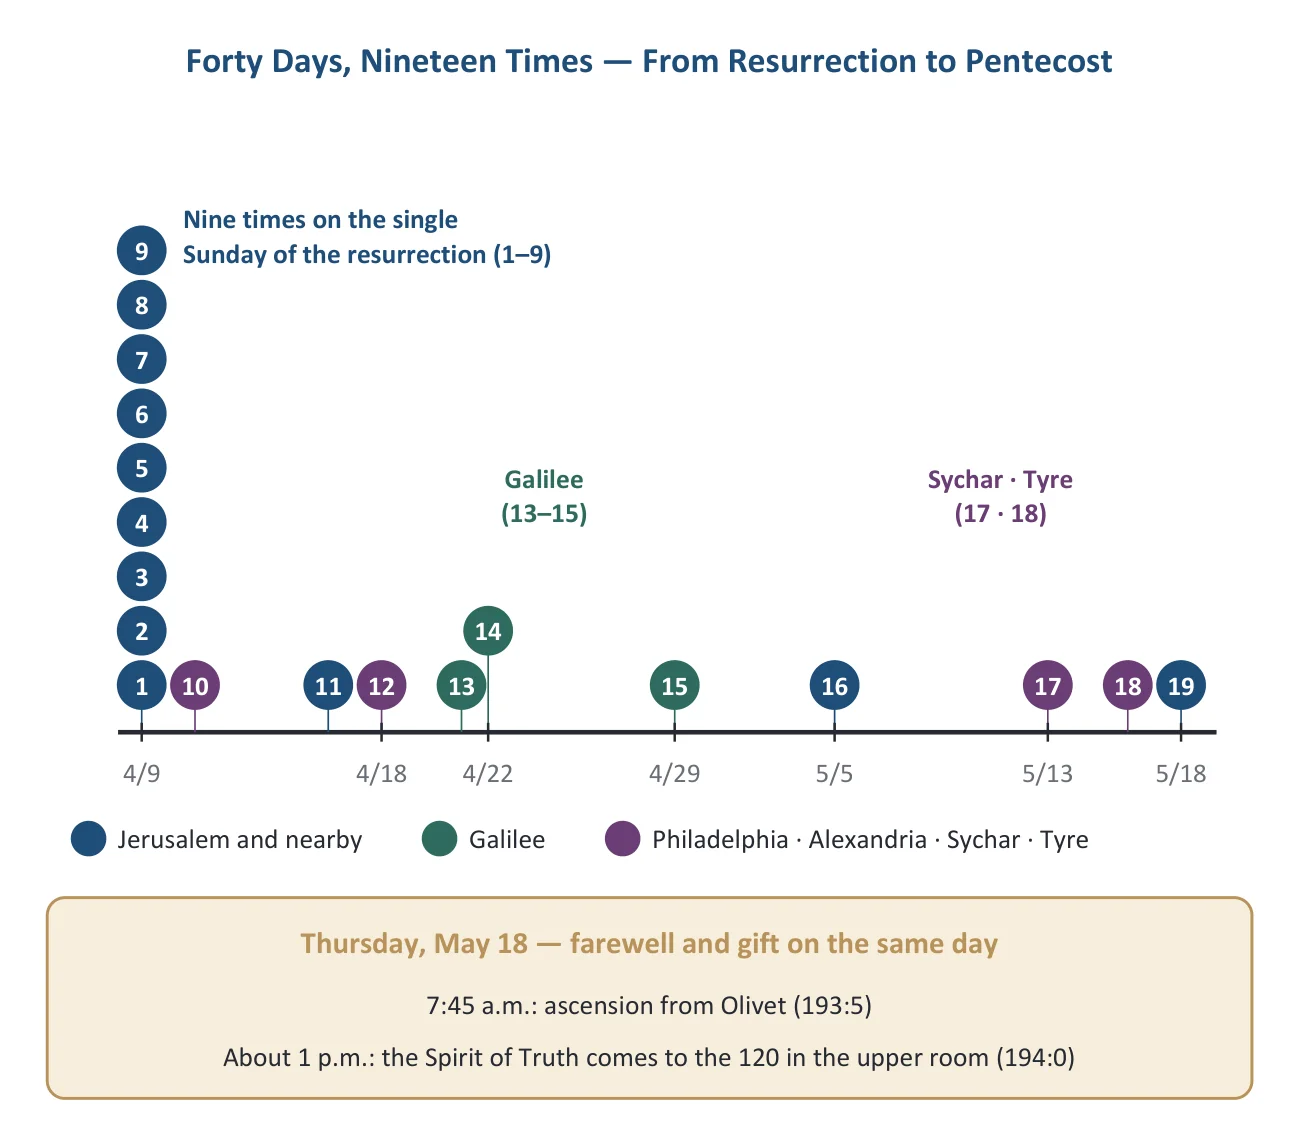 Forty Days, Nineteen Times — From Resurrection to Pentecost
Nine times on the single
Sunday of the resurrection (1–9)
9
8
7
6
5
4
3
2
1
Galilee
(13–15)
Sychar · Tyre
(17 · 18)
14
10
11
12
13
15
16
17
18
19
4/9
4/18
4/22
4/29
5/5
5/13
5/18
Jerusalem and nearby
Galilee
Philadelphia · Alexandria · Sychar · Tyre
Thursday, May 18 — farewell and gift on the same day
7:45 a.m.: ascension from Olivet (193:5)
About 1 p.m.: the Spirit of Truth comes to the 120 in the upper room (194:0)